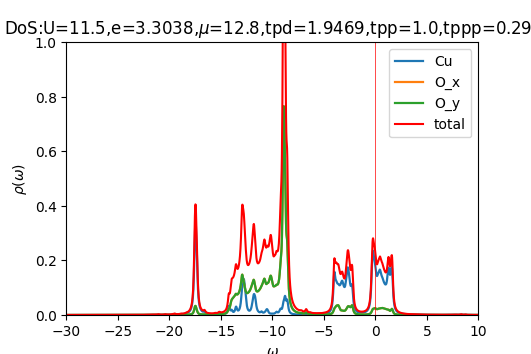 DoS:U=11.5,e=3.3038,μ=12.8,tpd=1.9469,tpp=1.0,tppp=0.29
1.0
0.8
0.6
0.4
0.2
0.0
ρ(ω)
Cu
O_x
O_y
total
−30 −25 −20 −15 −10 −5 0 5 10
ω